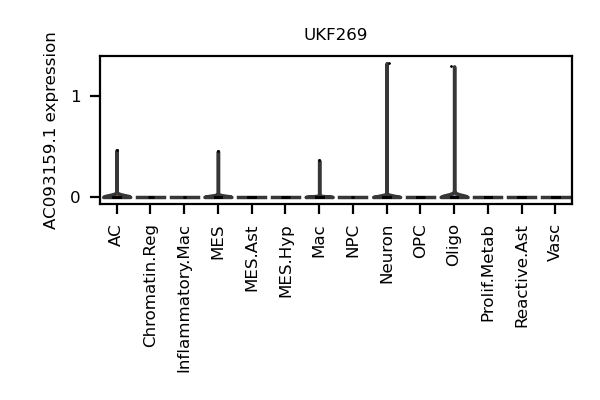 UKF269
AC093159.1 expression
1
0
AC
Chromatin.Reg
Inflammatory.Mac
MES
MES.Ast
MES.Hyp
Mac
NPC
Neuron
OPC
Oligo
Prolif.Metab
Reactive.Ast
Vasc